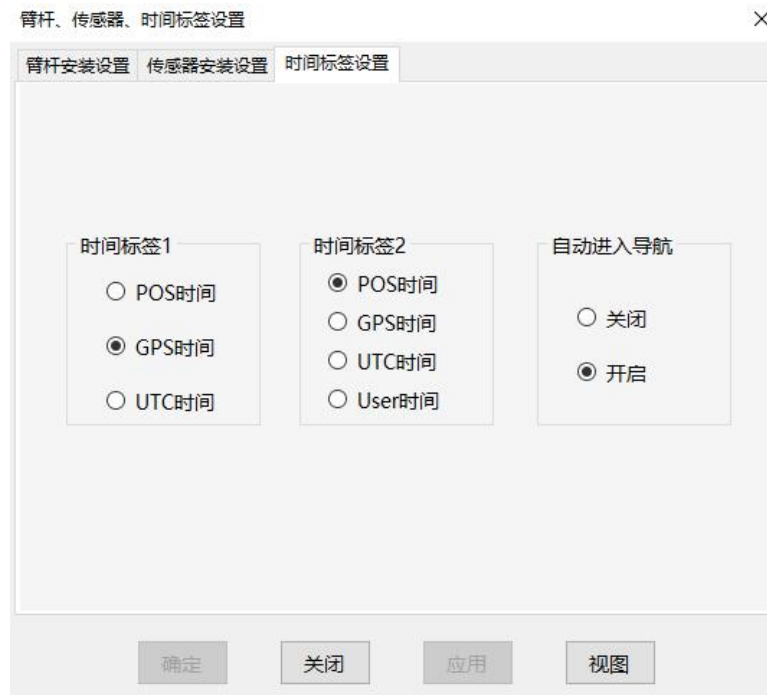 臂杆、传感器、时间标签设置
臂杆安装设置 传感器安装设置 时间标签设置
时间标签1 时间标签2 自动进入导航
POS时间
GPS时间
UTC时间
POS时间
GPS时间
UTC时间
User时间
关闭
开启
确定 关闭 应用 视图